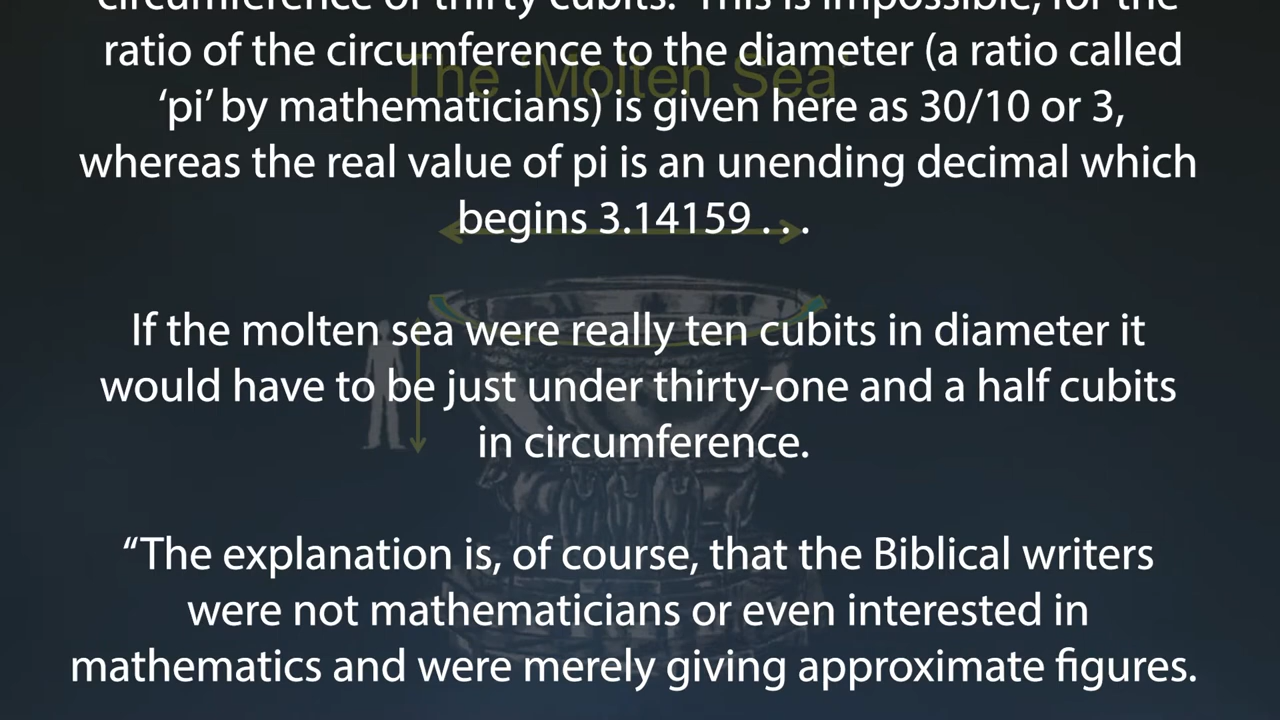 circumference of thirty cubits.' This is impossible, for the
ratio of the circumference to the diameter (a ratio called
The 'Molten Sea'
‘pi’ by mathematicians) is given here as 30/10 or 3,
whereas the real value of pi is an unending decimal which
begins 3.14159 . . .
If the molten sea were really ten cubits in diameter it
would have to be just under thirty-one and a half cubits
in circumference.
“The explanation is, of course, that the Biblical writers
were not mathematicians or even interested in
mathematics and were merely giving approximate figures.